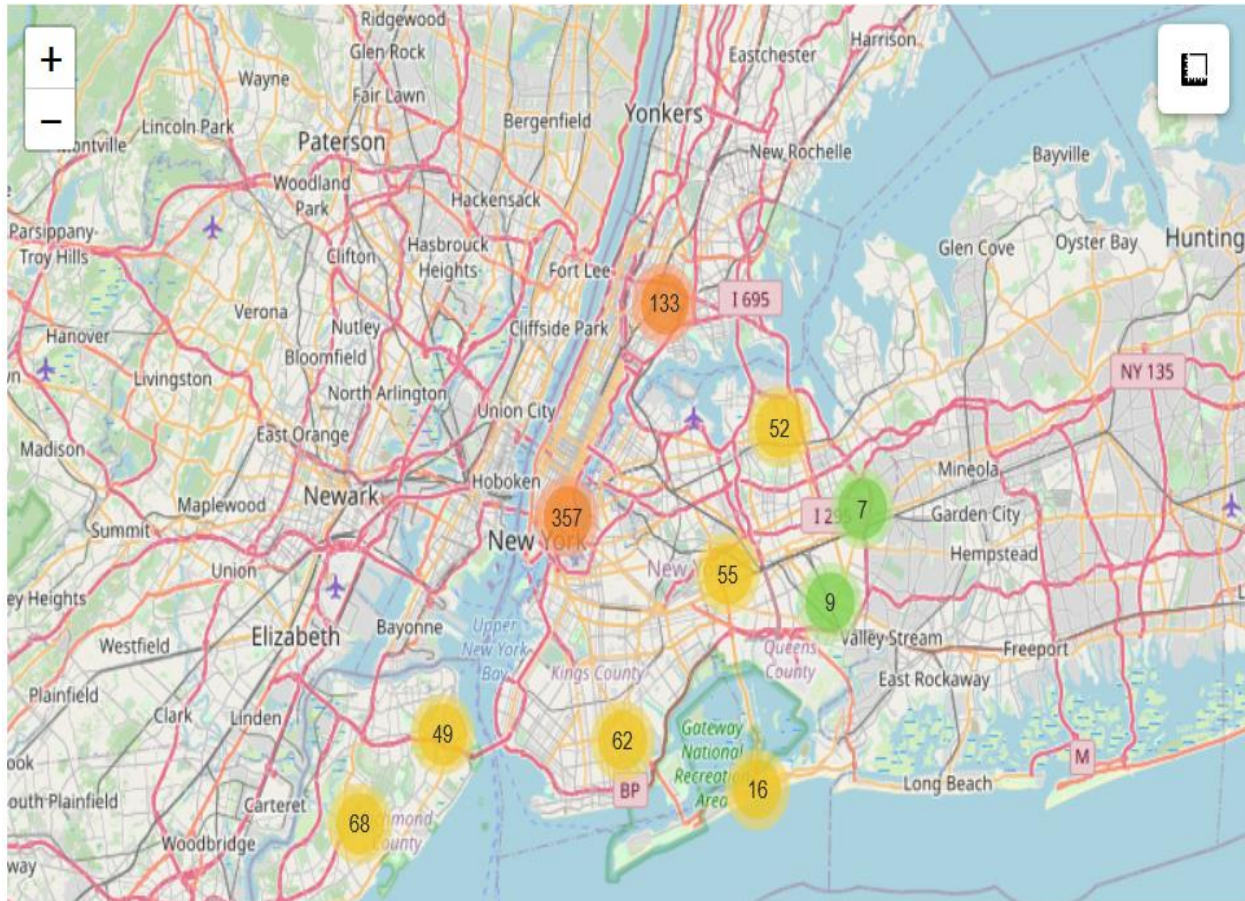 Ridgewood
Glen Rock
Harrison
Eastchester
+
Wayne
Fair Lawn
Yonkers
−
Lincoln Park
Bergenfield
Montville
Paterson
New Rochelle
Bayville
Woodland
Park
Hackensack
Parsippany-
Troy Hills
Clifton
Hasbrouck
Heights
Fort Lee
Glen Cove
Oyster Bay
Hunting
133
I 695
Verona
Nutley
Cliffside Park
Hanover
Bloomfield
NY 135
Livingston
North Arlington
Union City
52
East Orange
Madison
Mineola
Maplewood
Newark
Hoboken
7
Summit
357
I 295
Garden City
New York
Hempstead
Union
55
New
9
ey Heights
Elizabeth
Bayonne
Upper
New York
Bay
Valley Stream
Freeport
Westfield
Kings County
Queens
County
East Rockaway
Plainfield
Clark
Linden
49
62
Gateway
National
Recreation
Area
M
ook
BP
16
Long Beach
outh Plainfield
Carteret
68
hmond
County
Woodbridge
way